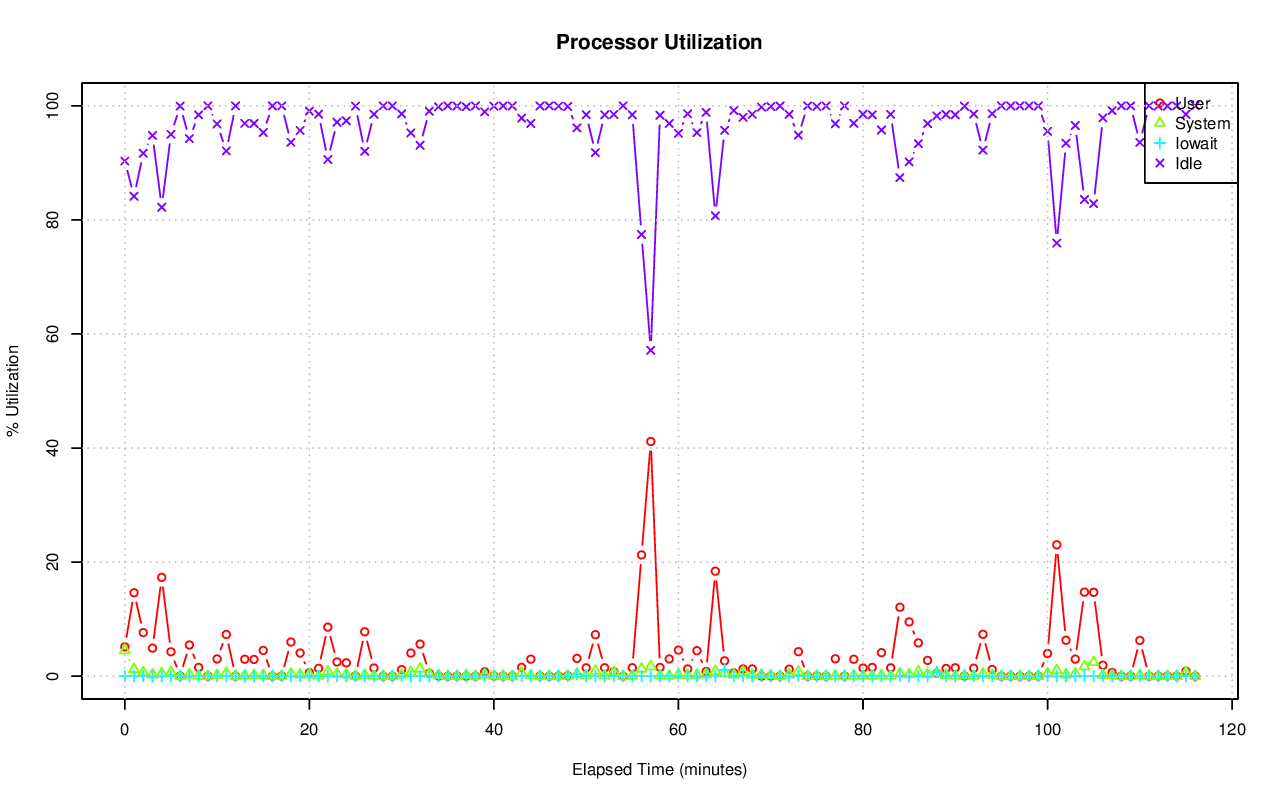 Processor Utilization
100
80
60
40
20
0
% Utilization
User
System
Iowait
Idle
0 20 40 60 80 100 120
Elapsed Time (minutes)